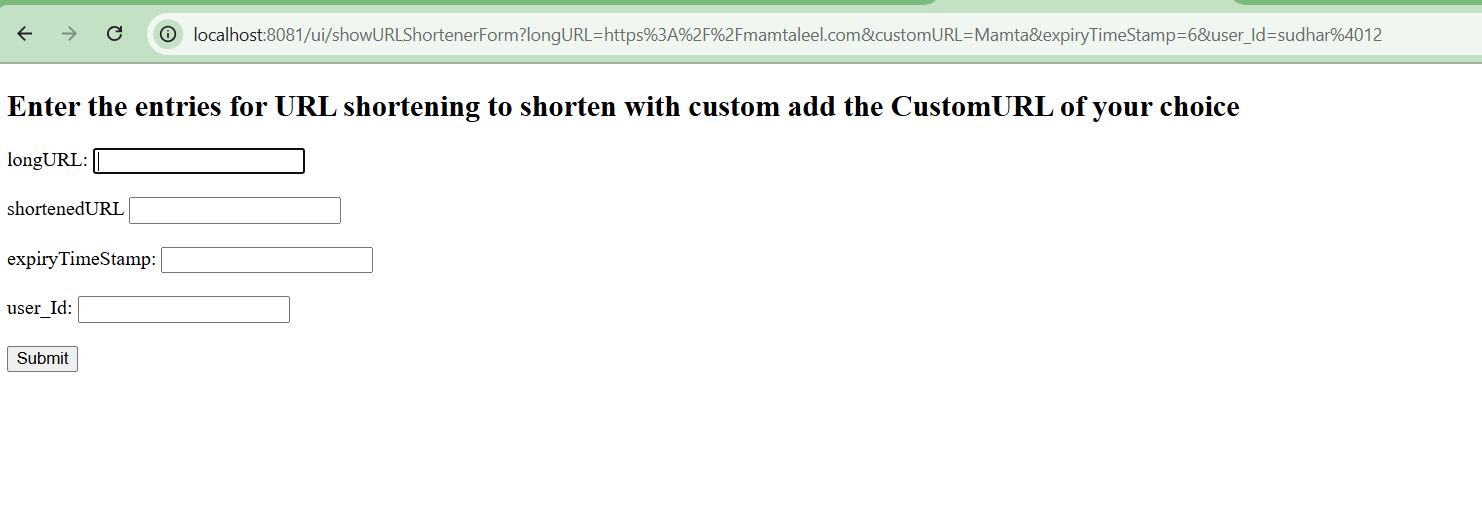 localhost:8081/ui/showURLShortenerForm?longURL=https%3A%2F%2Fmamtaleel.com&customURL=Mamta&expiryTimeStamp=6&user_Id=sudhar%4012
Enter the entries for URL shortening to shorten with custom add the CustomURL of your choice
longURL:
shortenedURL
expiryTimeStamp:
user_Id:
Submit